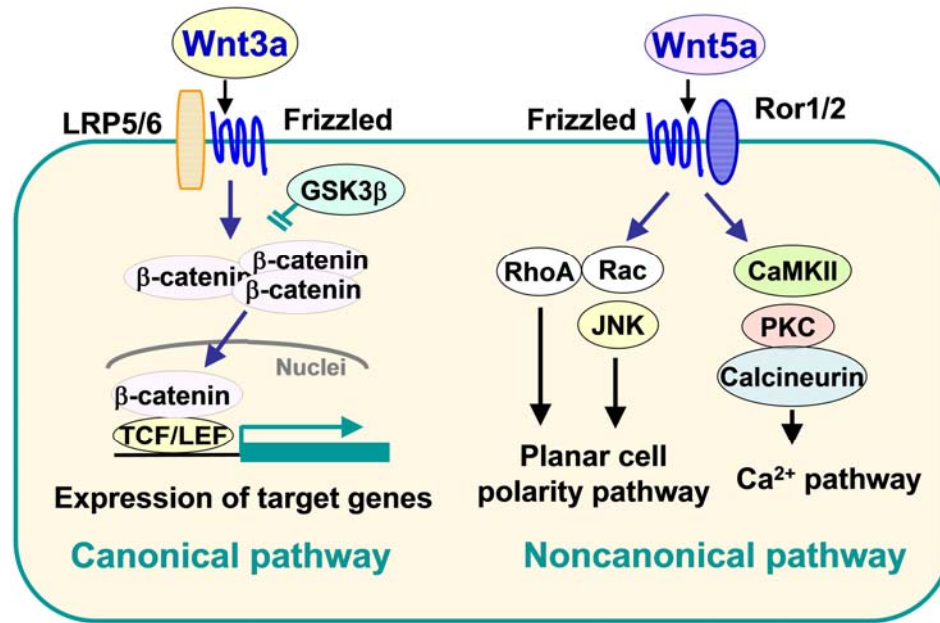 Wnt3a
LRP5/6
Frizzled
GSK3β
β-catenin
β-catenin
β-catenin
Nuclei
β-catenin
TCF/LEF
Expression of target genes
Canonical pathway
Wnt5a
Frizzled
Ror1/2
RhoA
Rac
JNK
CaMKII
PKC
Calcineurin
Planar cell
polarity pathway
Ca²⁺ pathway
Noncanonical pathway